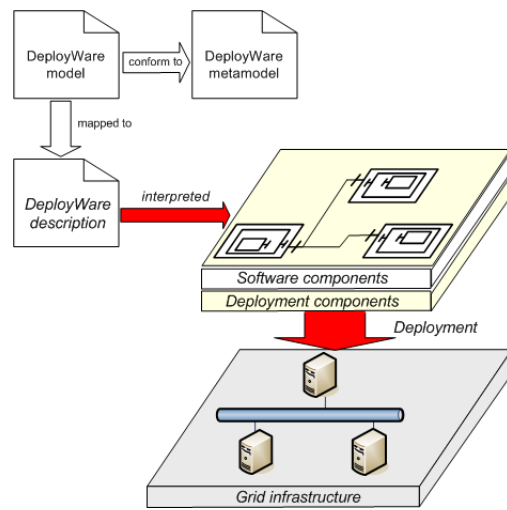 DeployWare
model
conform to
DeployWare
metamodel
mapped to
DeployWare
description
interpreted
Software components
Deployment components
Deployment
Grid infrastructure